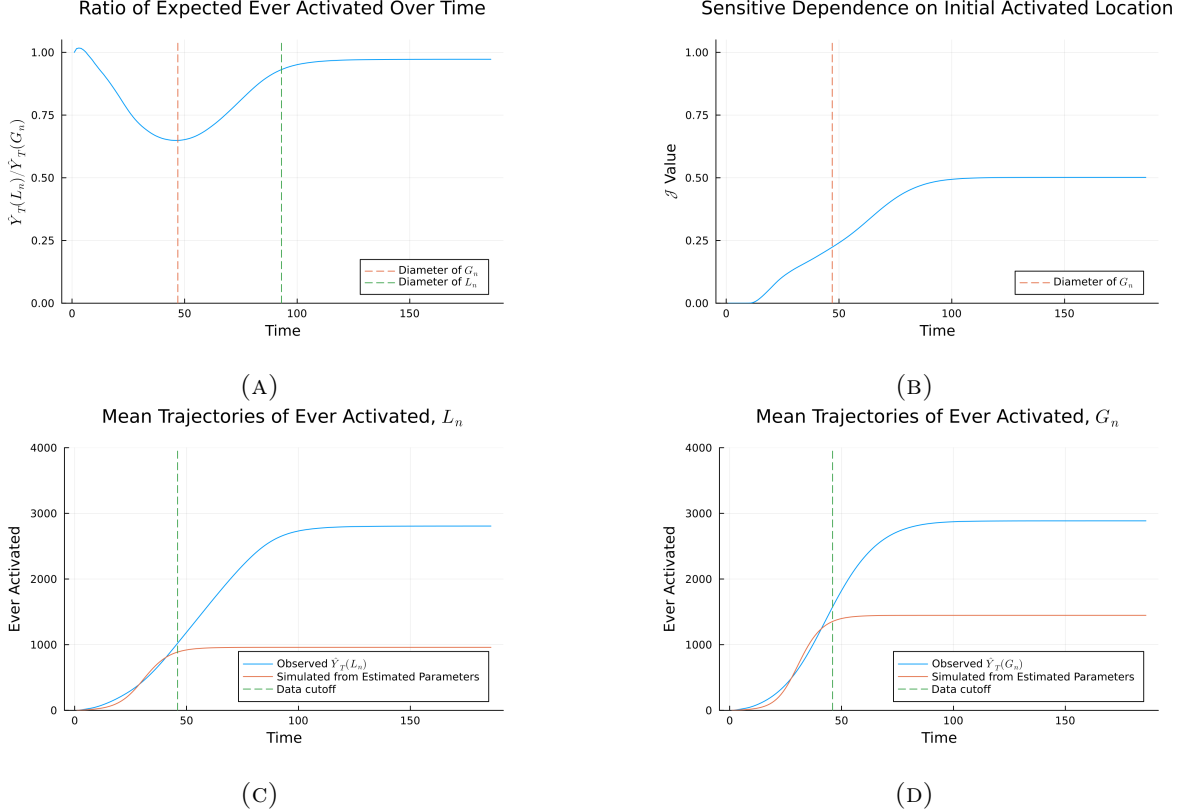 Ratio of Expected Ever Activated Over Time
1.00
0.75
0.50
0.25
0.00
Ŷ_T(L_n)/Ŷ_T(G_n)
Diameter of G_n
Diameter of L_n
0 50 100 150
Time
(A)
Sensitive Dependence on Initial Activated Location
1.00
0.75
0.50
0.25
0.00
Value
Diameter of G_n
0 50 100 150
Time
(B)
Mean Trajectories of Ever Activated, L_n
4000
3000
2000
1000
0
Ever Activated
Observed Ŷ_T(L_n)
Simulated from Estimated Parameters
Data cutoff
0 50 100 150
Time
(C)
Mean Trajectories of Ever Activated, G_n
4000
3000
2000
1000
0
Ever Activated
Observed Ŷ_T(G_n)
Simulated from Estimated Parameters
Data cutoff
0 50 100 150
Time
(D)